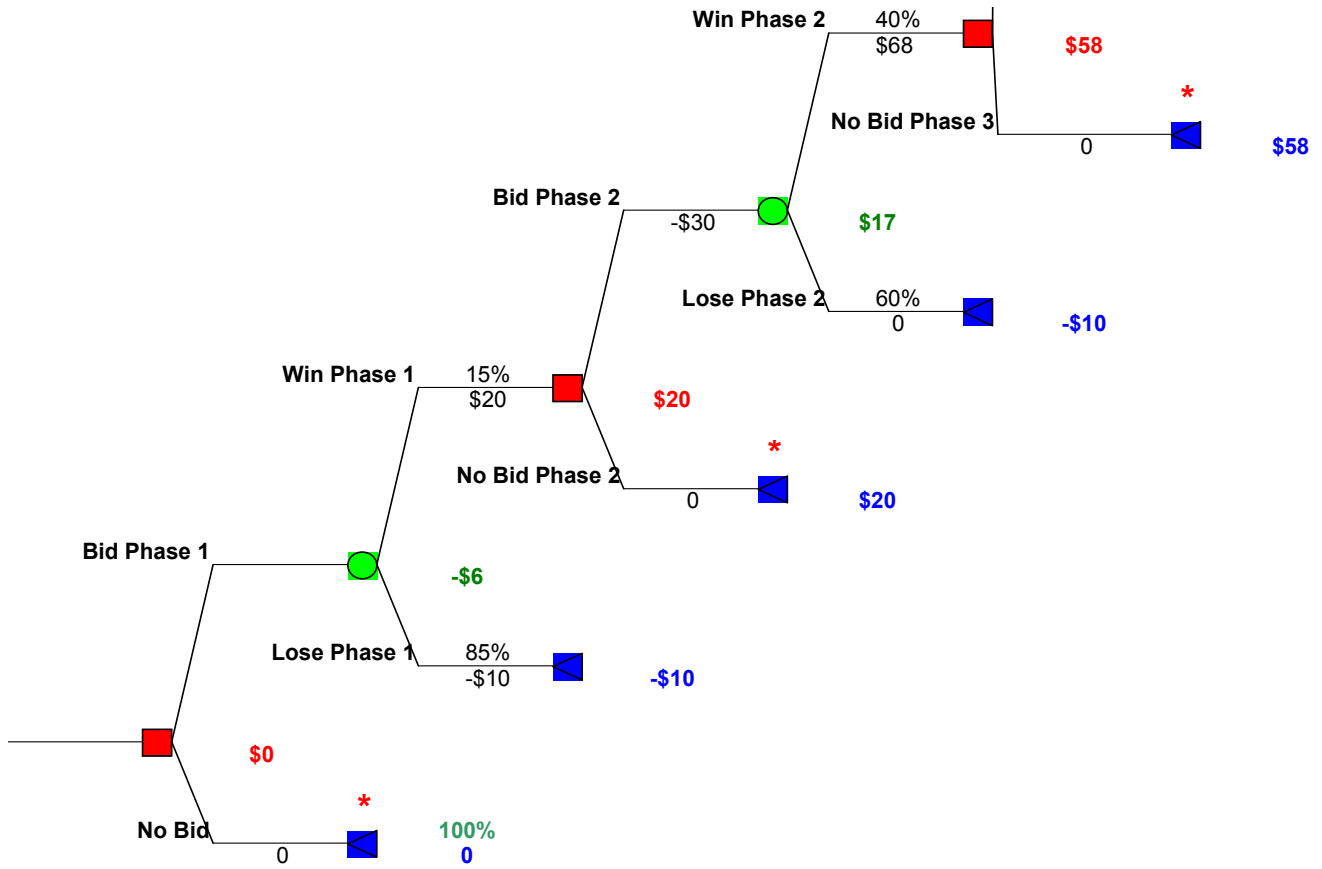 Win Phase 2
40%
$68
$58
*
No Bid Phase 3
0
$58
Bid Phase 2
-$30
$17
Lose Phase 2
60%
0
-$10
Win Phase 1
15%
$20
$20
*
No Bid Phase 2
0
$20
Bid Phase 1
-$6
Lose Phase 1
85%
-$10
-$10
$0
*
No Bid
0
100%
0